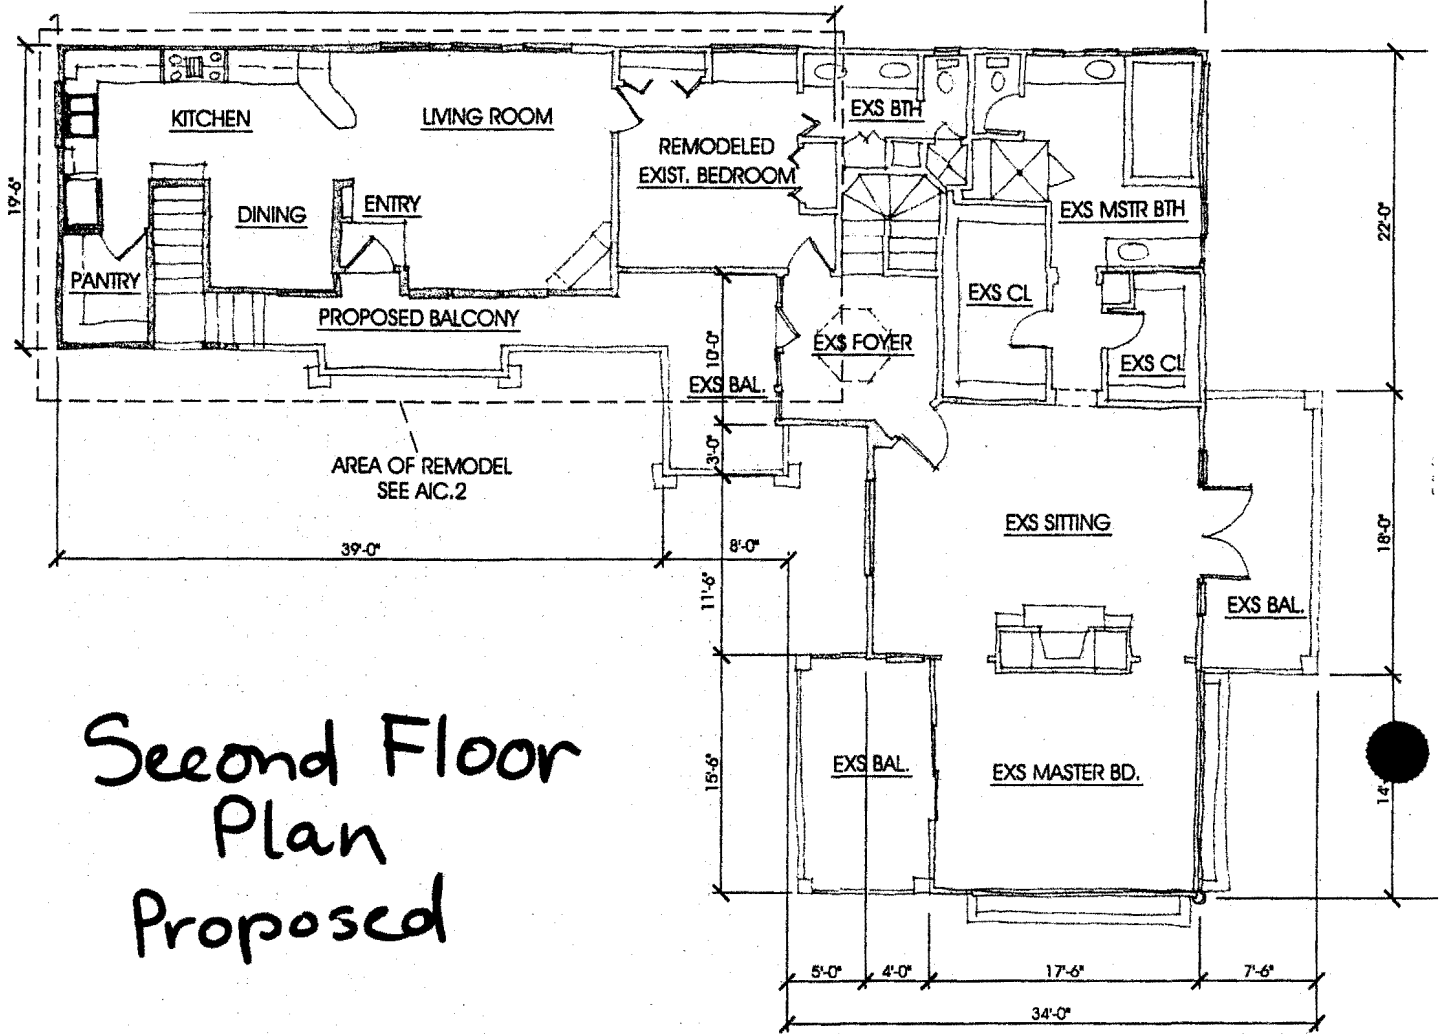 KITCHEN
LIVING ROOM
EXS BTH
REMODELED
EXIST. BEDROOM
19'-6"
DINING
ENTRY
EXS MSTR BTH
22'-0"
PANTRY
EXS CL
PROPOSED BALCONY
10'-0"
EXS FOYER
EXS CL
EXS BAL.
3'-0"
AREA OF REMODEL
SEE AIC.2
EXS SITTING
18'-0"
39'-0"
8'-0"
11'-6"
EXS BAL.
Second Floor
Plan
Proposed
15'-6"
EXS BAL.
EXS MASTER BD.
14'-
5'-0"
4'-0"
17'-6"
7'-6"
34'-0"